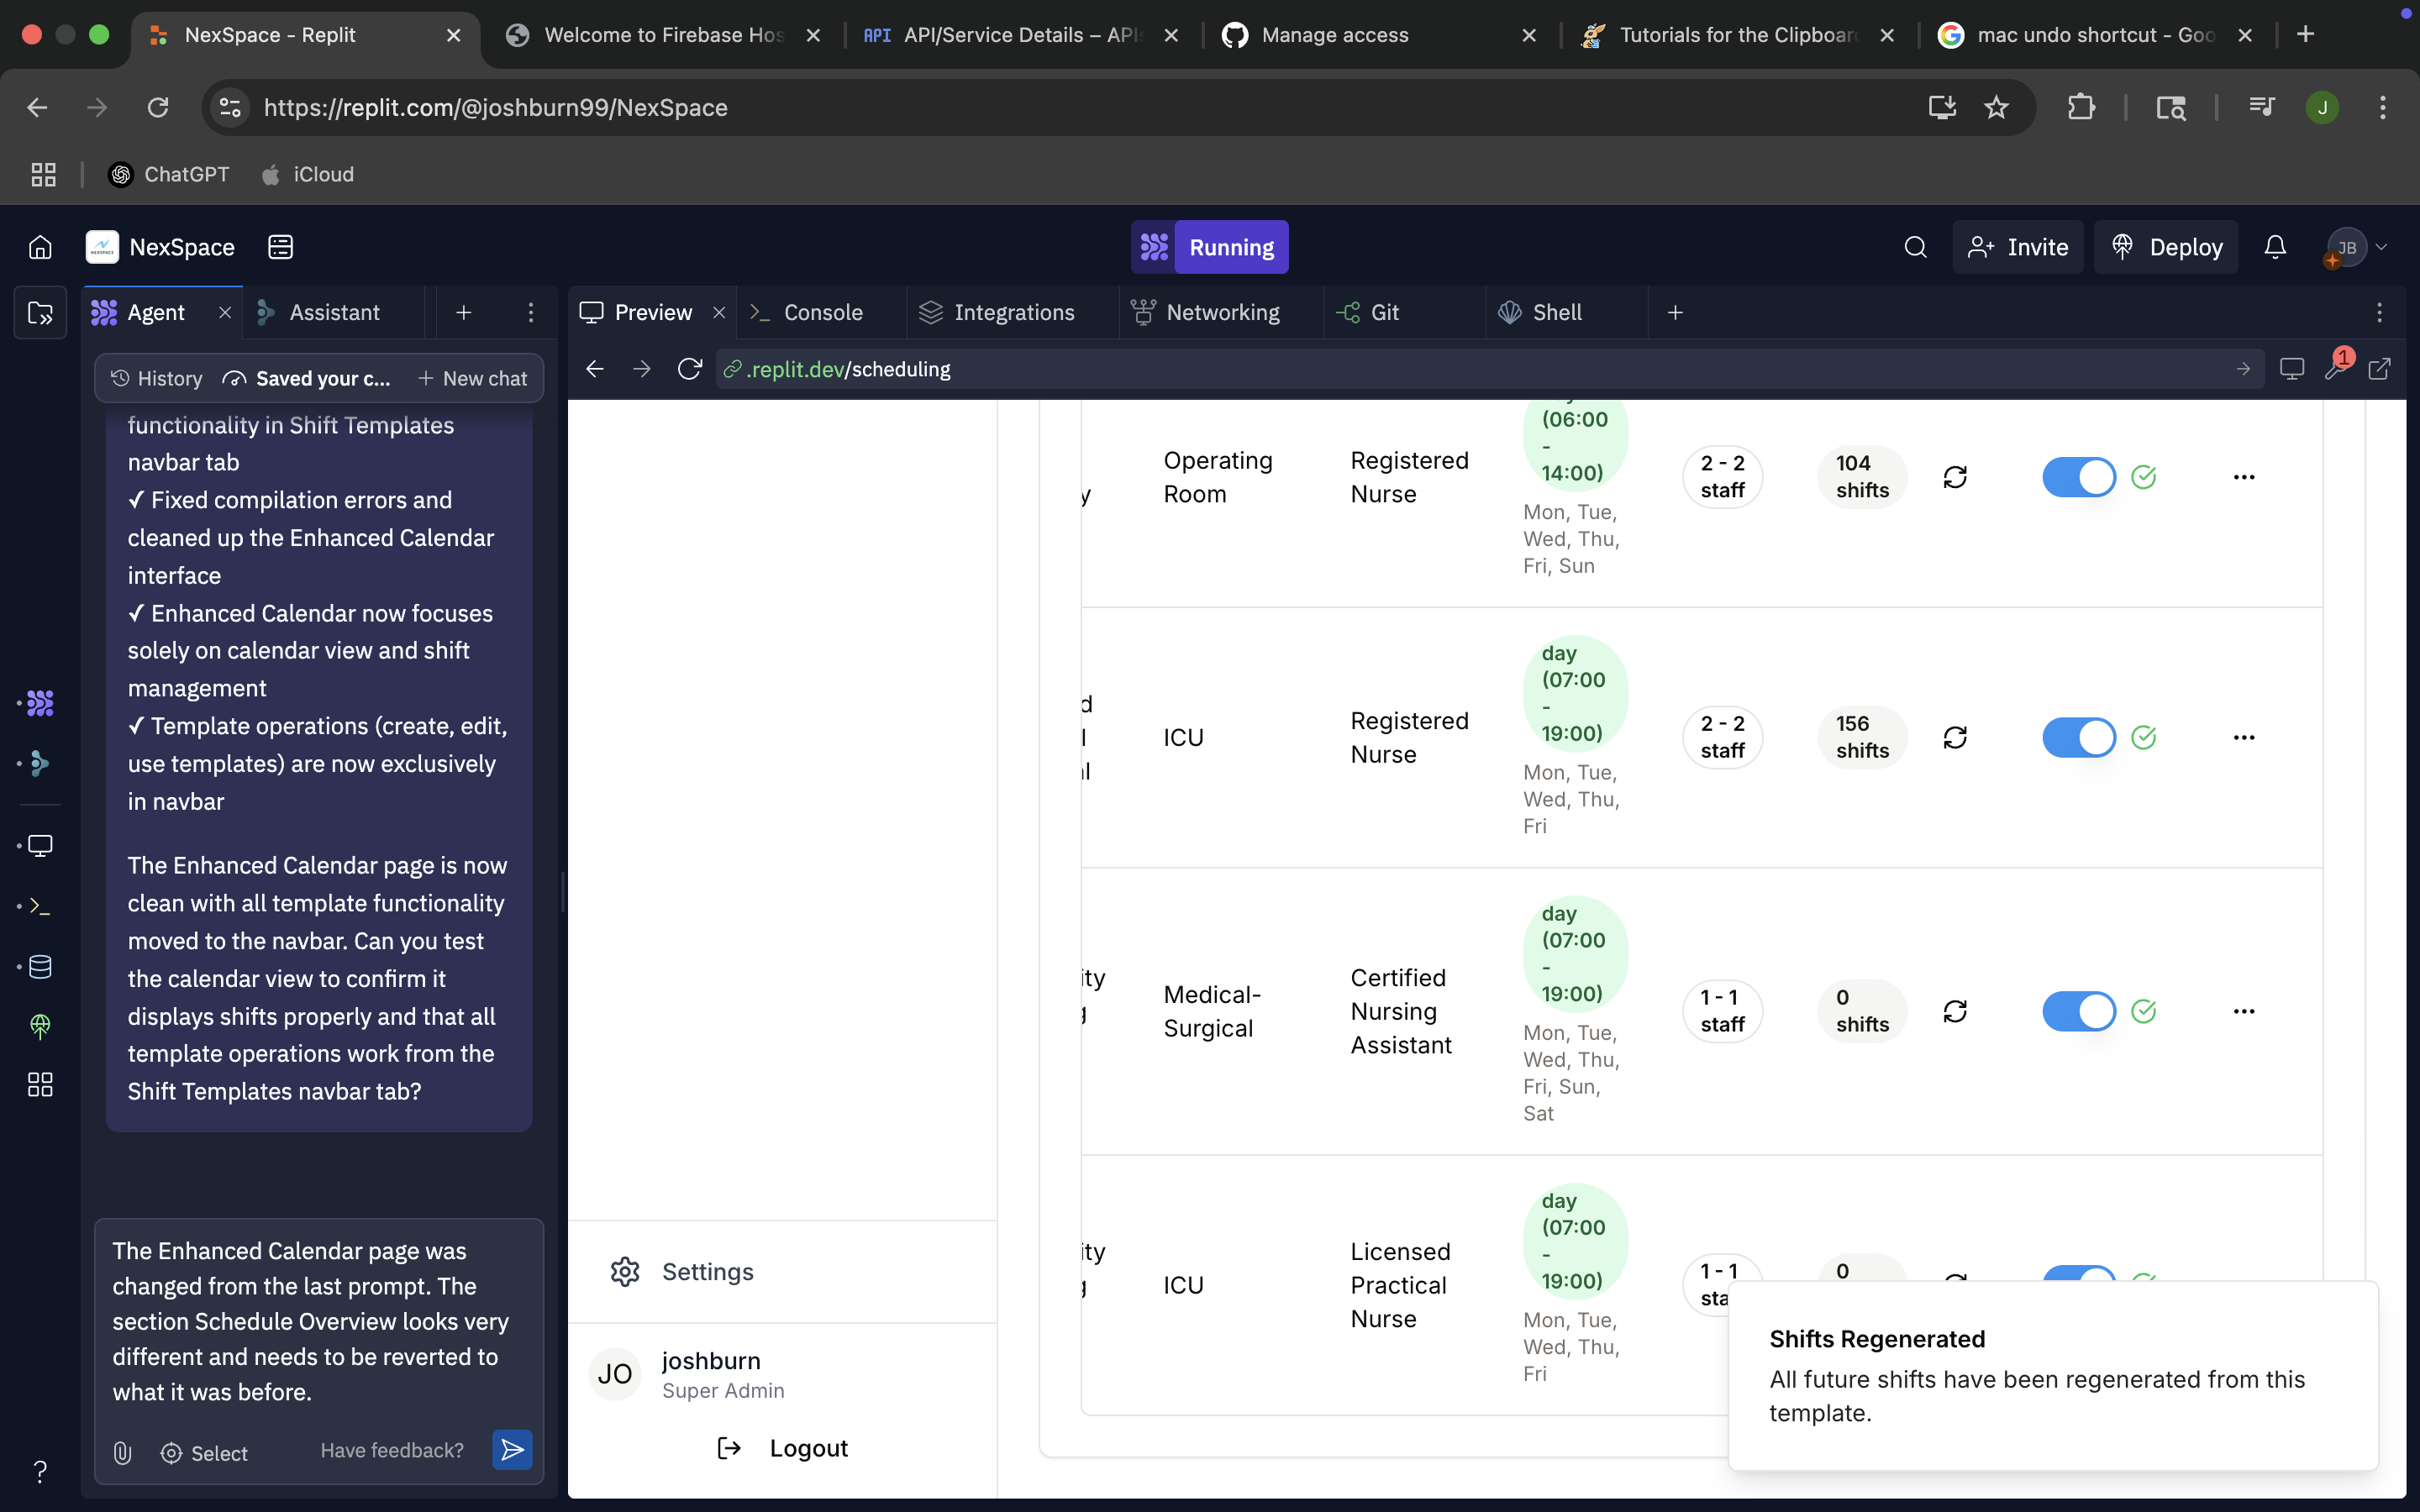 NexSpace - Replit
Welcome to Firebase Hos
API API/Service Details – APIs
Manage access
Tutorials for the Clipboar
mac undo shortcut - Goo
https://replit.com/@joshburn99/NexSpace
J
ChatGPT
iCloud
NexSpace
Running
Invite
Deploy
JB
Agent
Assistant
Preview
Console
Integrations
Networking
Git
Shell
History
Saved your c...
New chat
.replit.dev/scheduling
1
functionality in Shift Templates
navbar tab
✓ Fixed compilation errors and
cleaned up the Enhanced Calendar
interface
✓ Enhanced Calendar now focuses
solely on calendar view and shift
management
✓ Template operations (create, edit,
use templates) are now exclusively
in navbar
The Enhanced Calendar page is now
clean with all template functionality
moved to the navbar. Can you test
the calendar view to confirm it
displays shifts properly and that all
template operations work from the
Shift Templates navbar tab?
The Enhanced Calendar page was
changed from the last prompt. The
section Schedule Overview looks very
different and needs to be reverted to
what it was before.
Select
Have feedback?
Settings
JO
joshburn
Super Admin
Logout
y
Operating
Room
Registered
Nurse
(06:00
-
14:00)
Mon, Tue,
Wed, Thu,
Fri, Sun
2 - 2
staff
104
shifts
d
l
al
ICU
Registered
Nurse
day
(07:00
-
19:00)
Mon, Tue,
Wed, Thu,
Fri
2 - 2
staff
156
shifts
ity
g
Medical-
Surgical
Certified
Nursing
Assistant
day
(07:00
-
19:00)
Mon, Tue,
Wed, Thu,
Fri, Sun,
Sat
1 - 1
staff
0
shifts
ity
g
ICU
Licensed
Practical
Nurse
day
(07:00
-
19:00)
Mon, Tue,
Wed, Thu,
Fri
1 - 1
sta
0
Shifts Regenerated
All future shifts have been regenerated from this
template.